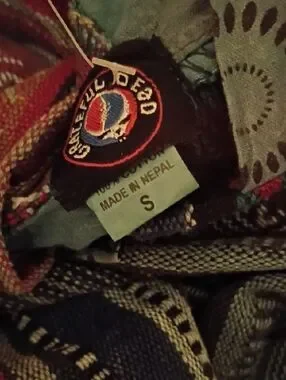 GRATEFUL DEAD
100% COTTON
MADE IN NEPAL
S